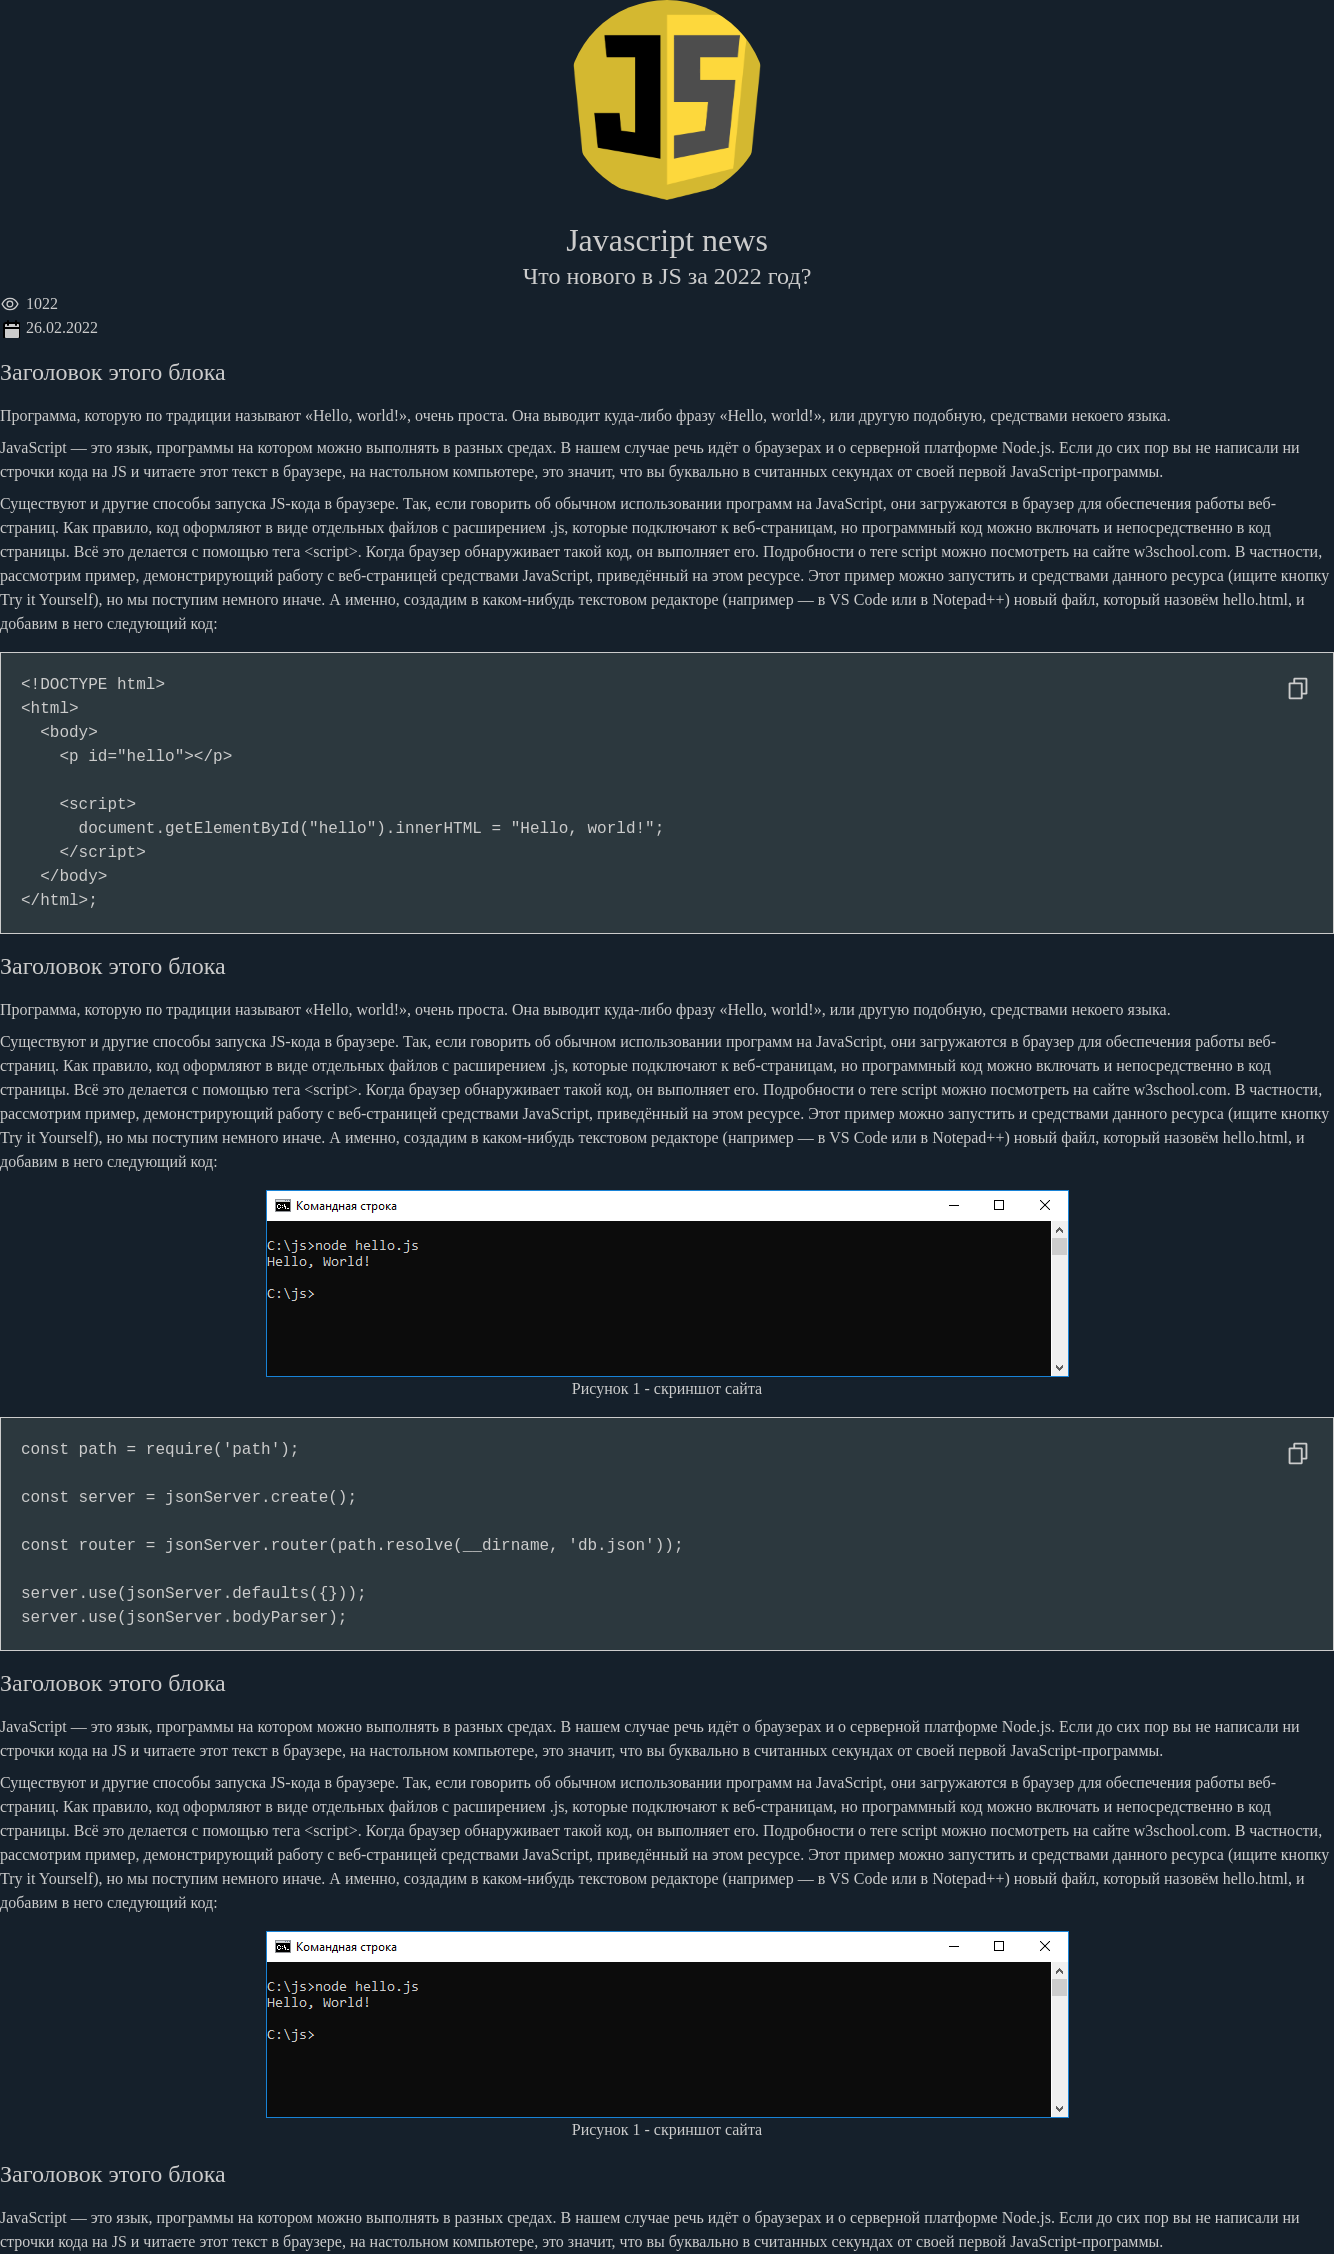 JS
Javascript news
Что нового в JS за 2022 год?
1022
26.02.2022
Заголовок этого блока
Программа, которую по традиции называют «Hello, world!», очень проста. Она выводит куда-либо фразу «Hello, world!», или другую подобную, средствами некоего языка.
JavaScript — это язык, программы на котором можно выполнять в разных средах. В нашем случае речь идёт о браузерах и о серверной платформе Node.js. Если до сих пор вы не написали ни
строчки кода на JS и читаете этот текст в браузере, на настольном компьютере, это значит, что вы буквально в считанных секундах от своей первой JavaScript-программы.
Существуют и другие способы запуска JS-кода в браузере. Так, если говорить об обычном использовании программ на JavaScript, они загружаются в браузер для обеспечения работы веб-
страниц. Как правило, код оформляют в виде отдельных файлов с расширением .js, которые подключают к веб-страницам, но программный код можно включать и непосредственно в код
страницы. Всё это делается с помощью тега <script>. Когда браузер обнаруживает такой код, он выполняет его. Подробности о теге script можно посмотреть на сайте w3school.com. В частности,
рассмотрим пример, демонстрирующий работу с веб-страницей средствами JavaScript, приведённый на этом ресурсе. Этот пример можно запустить и средствами данного ресурса (ищите кнопку
Try it Yourself), но мы поступим немного иначе. А именно, создадим в каком-нибудь текстовом редакторе (например — в VS Code или в Notepad++) новый файл, который назовём hello.html, и
добавим в него следующий код:
<!DOCTYPE html>
<html>
  <body>
    <p id="hello"></p>
    <script>
      document.getElementById("hello").innerHTML = "Hello, world!";
    </script>
  </body>
</html>;
Заголовок этого блока
Программа, которую по традиции называют «Hello, world!», очень проста. Она выводит куда-либо фразу «Hello, world!», или другую подобную, средствами некоего языка.
Существуют и другие способы запуска JS-кода в браузере. Так, если говорить об обычном использовании программ на JavaScript, они загружаются в браузер для обеспечения работы веб-
страниц. Как правило, код оформляют в виде отдельных файлов с расширением .js, которые подключают к веб-страницам, но программный код можно включать и непосредственно в код
страницы. Всё это делается с помощью тега <script>. Когда браузер обнаруживает такой код, он выполняет его. Подробности о теге script можно посмотреть на сайте w3school.com. В частности,
рассмотрим пример, демонстрирующий работу с веб-страницей средствами JavaScript, приведённый на этом ресурсе. Этот пример можно запустить и средствами данного ресурса (ищите кнопку
Try it Yourself), но мы поступим немного иначе. А именно, создадим в каком-нибудь текстовом редакторе (например — в VS Code или в Notepad++) новый файл, который назовём hello.html, и
добавим в него следующий код:
C:\. Командная строка
C:\js>node hello.js
Hello, World!
C:\js>
Рисунок 1 - скриншот сайта
const path = require('path');
const server = jsonServer.create();
const router = jsonServer.router(path.resolve(__dirname, 'db.json'));
server.use(jsonServer.defaults({}));
server.use(jsonServer.bodyParser);
Заголовок этого блока
JavaScript — это язык, программы на котором можно выполнять в разных средах. В нашем случае речь идёт о браузерах и о серверной платформе Node.js. Если до сих пор вы не написали ни
строчки кода на JS и читаете этот текст в браузере, на настольном компьютере, это значит, что вы буквально в считанных секундах от своей первой JavaScript-программы.
Существуют и другие способы запуска JS-кода в браузере. Так, если говорить об обычном использовании программ на JavaScript, они загружаются в браузер для обеспечения работы веб-
страниц. Как правило, код оформляют в виде отдельных файлов с расширением .js, которые подключают к веб-страницам, но программный код можно включать и непосредственно в код
страницы. Всё это делается с помощью тега <script>. Когда браузер обнаруживает такой код, он выполняет его. Подробности о теге script можно посмотреть на сайте w3school.com. В частности,
рассмотрим пример, демонстрирующий работу с веб-страницей средствами JavaScript, приведённый на этом ресурсе. Этот пример можно запустить и средствами данного ресурса (ищите кнопку
Try it Yourself), но мы поступим немного иначе. А именно, создадим в каком-нибудь текстовом редакторе (например — в VS Code или в Notepad++) новый файл, который назовём hello.html, и
добавим в него следующий код:
C:\. Командная строка
C:\js>node hello.js
Hello, World!
C:\js>
Рисунок 1 - скриншот сайта
Заголовок этого блока
JavaScript — это язык, программы на котором можно выполнять в разных средах. В нашем случае речь идёт о браузерах и о серверной платформе Node.js. Если до сих пор вы не написали ни
строчки кода на JS и читаете этот текст в браузере, на настольном компьютере, это значит, что вы буквально в считанных секундах от своей первой JavaScript-программы.